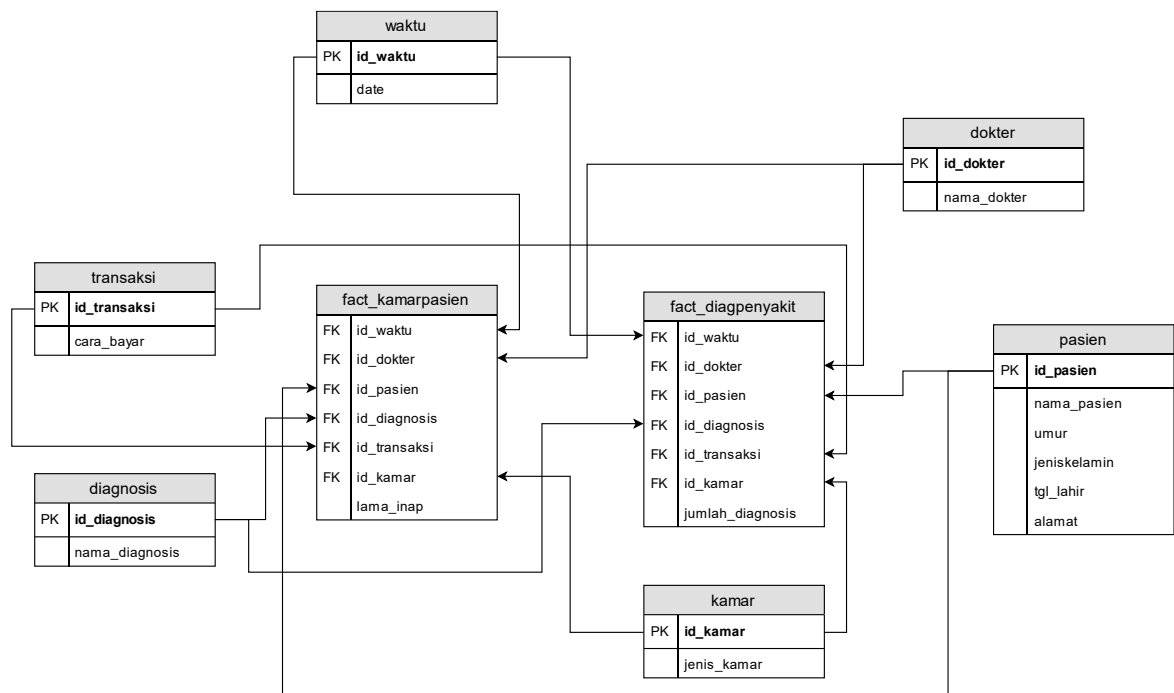 waktu
PK id_waktu
date
dokter
PK id_dokter
nama_dokter
transaksi
PK id_transaksi
cara_bayar
fact_kamarpasien
FK id_waktu
FK id_dokter
FK id_pasien
FK id_diagnosis
FK id_transaksi
FK id_kamar
lama_inap
fact_diagpenyakit
FK id_waktu
FK id_dokter
FK id_pasien
FK id_diagnosis
FK id_transaksi
FK id_kamar
jumlah_diagnosis
pasien
PK id_pasien
nama_pasien
umur
jeniskelamin
tgl_lahir
alamat
diagnosis
PK id_diagnosis
nama_diagnosis
kamar
PK id_kamar
jenis_kamar